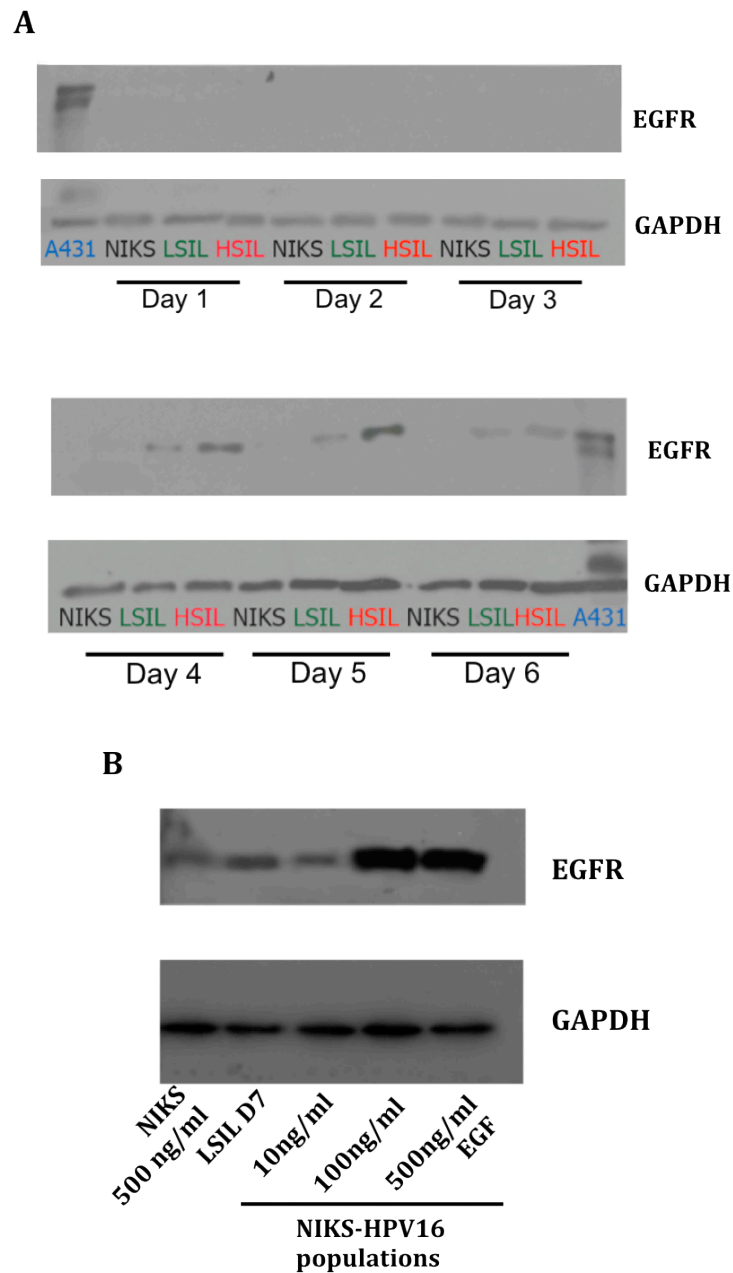 A
EGFR
GAPDH
A431 NIKS LSIL HSIL NIKS LSIL HSIL NIKS LSIL HSIL
Day 1 Day 2 Day 3
EGFR
GAPDH
NIKS LSIL HSIL NIKS LSIL HSIL NIKS LSIL HSIL A431
Day 4 Day 5 Day 6
B
EGFR
GAPDH
NIKS
500 ng/ml
LSIL D7
10ng/ml
100ng/ml
500ng/ml
EGF
NIKS-HPV16
populations